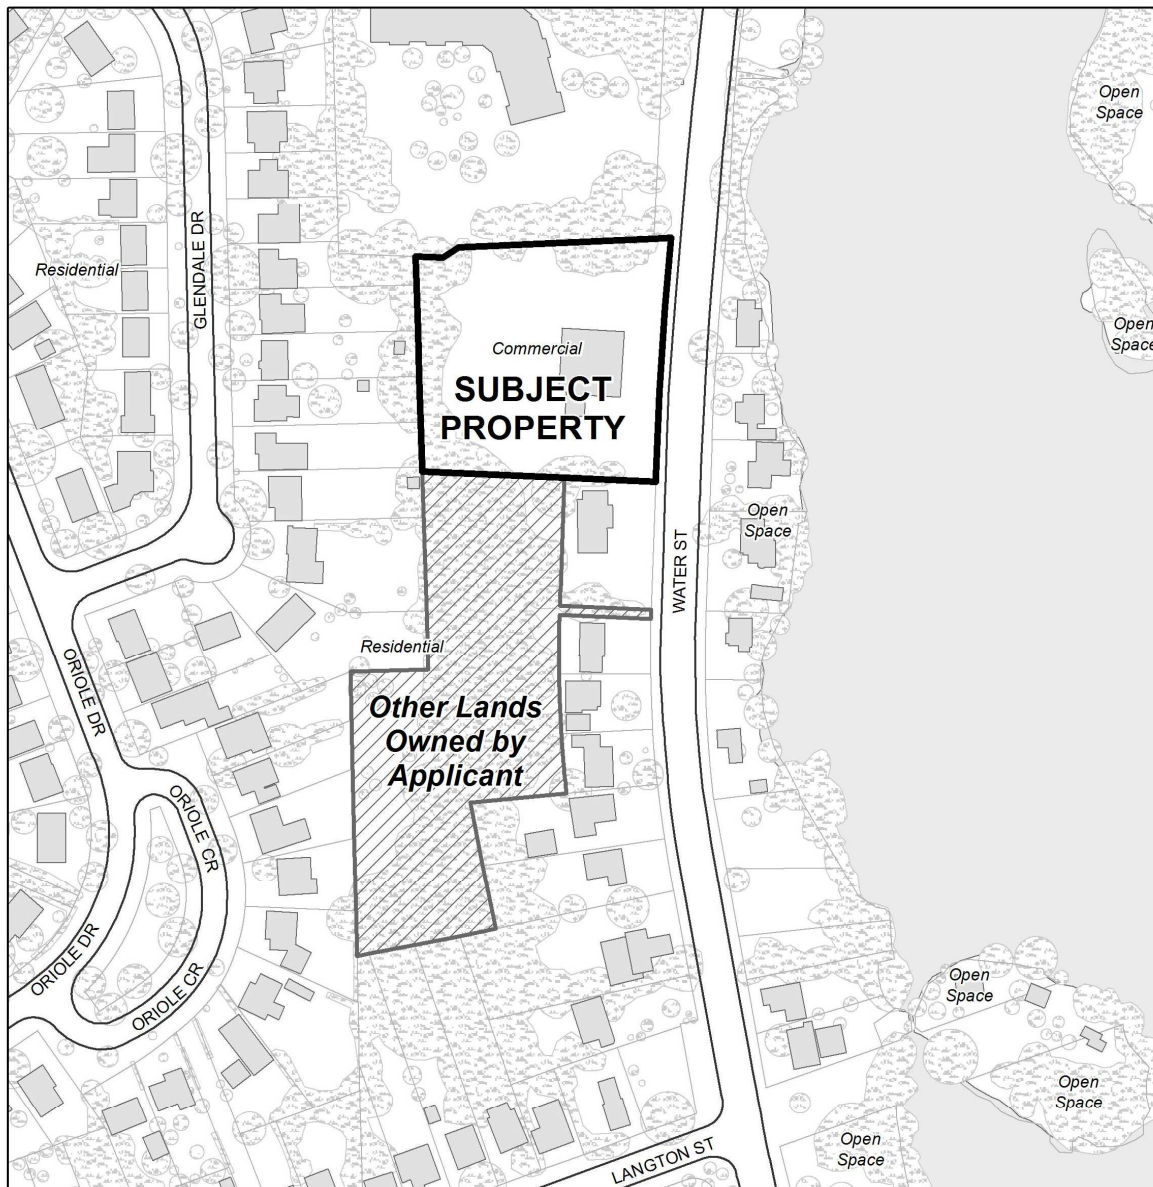 Open
Space
GLENDALE DR
Residential
Open
Space
Commercial
SUBJECT
PROPERTY
Open
Space
WATER ST
Residential
ORIOLE DR
Other Lands
Owned by
Applicant
ORIOLE CR
ORIOLE DR
ORIOLE CR
Open
Space
Open
Space
Open
Space
LANGTON ST